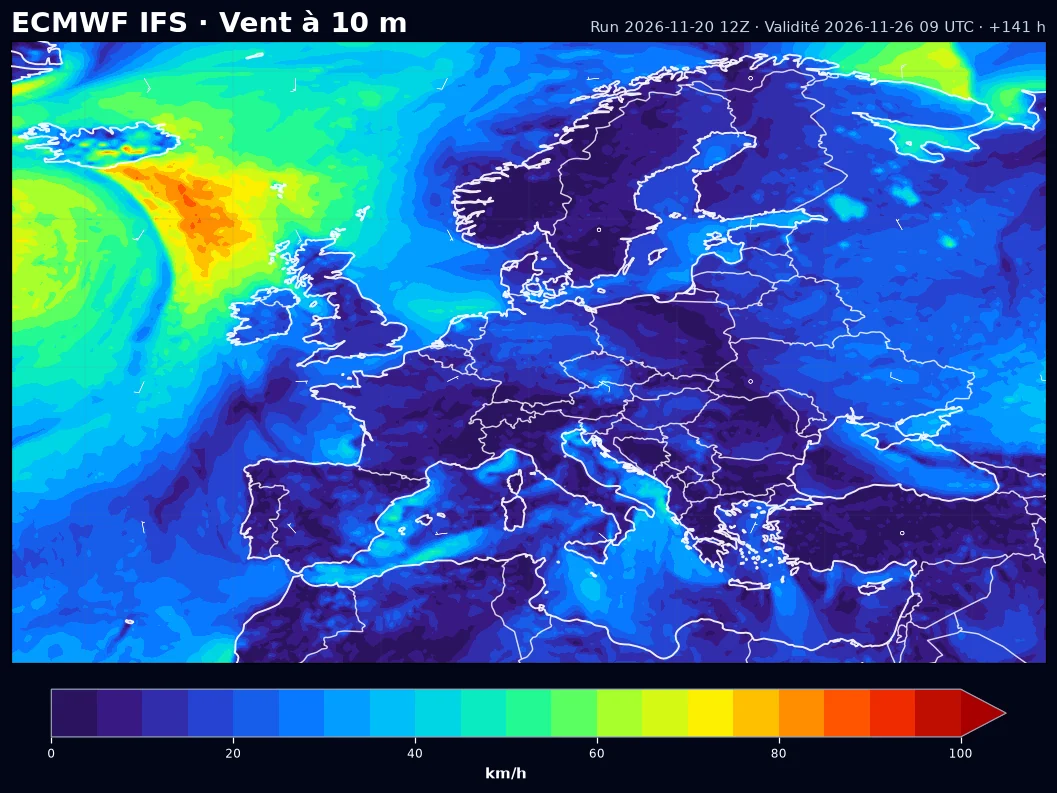 ECMWF IFS · Vent à 10 m
Run 2026-11-20 12Z · Validité 2026-11-26 09 UTC · +141 h
0 20 40 60 80 100
km/h